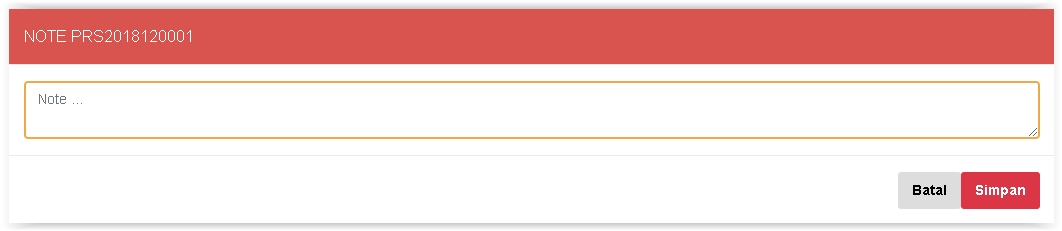 NOTE PRS2018120001
Note ...
Batal Simpan